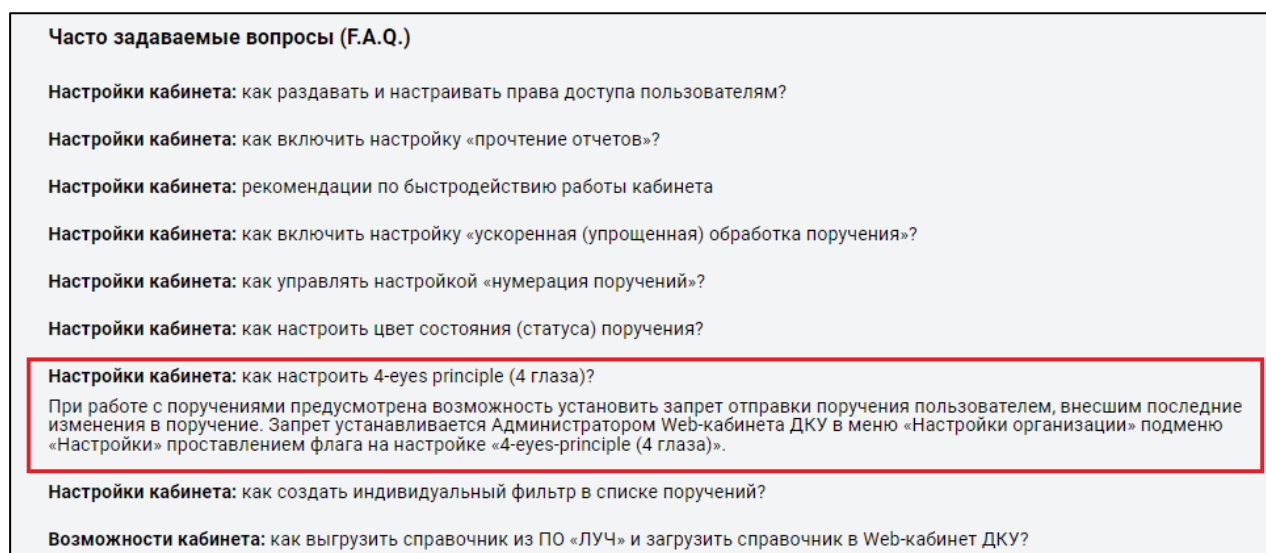 Часто задаваемые вопросы (F.A.Q.)
Настройки кабинета: как раздавать и настраивать права доступа пользователям?
Настройки кабинета: как включить настройку «прочтение отчетов»?
Настройки кабинета: рекомендации по быстродействию работы кабинета
Настройки кабинета: как включить настройку «ускоренная (упрощенная) обработка поручения»?
Настройки кабинета: как управлять настройкой «нумерация поручений»?
Настройки кабинета: как настроить цвет состояния (статуса) поручения?
Настройки кабинета: как настроить 4-eyes principle (4 глаза)?
При работе с поручениями предусмотрена возможность установить запрет отправки поручения пользователем, внесшим последние
изменения в поручение. Запрет устанавливается Администратором Web-кабинета ДКУ в меню «Настройки организации» подменю
«Настройки» проставлением флага на настройке «4-eyes-principle (4 глаза)».
Настройки кабинета: как создать индивидуальный фильтр в списке поручений?
Возможности кабинета: как выгрузить справочник из ПО «ЛУЧ» и загрузить справочник в Web-кабинет ДКУ?